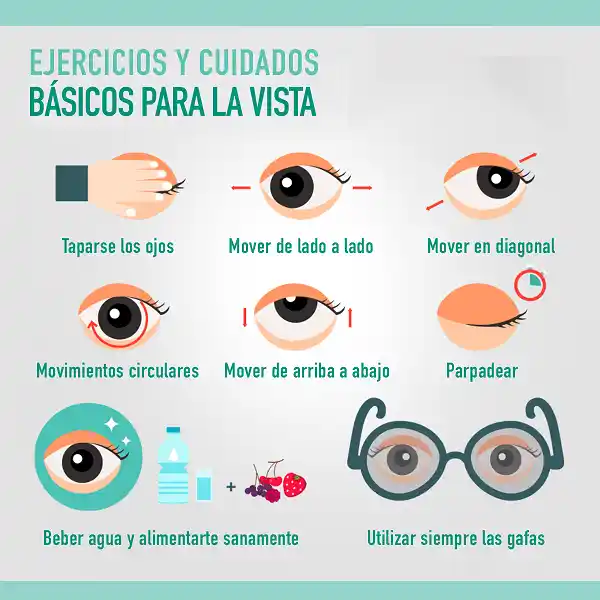 EJERCICIOS Y CUIDADOS
BÁSICOS PARA LA VISTA
Taparse los ojos
Mover de lado a lado
Mover en diagonal
Movimientos circulares
Mover de arriba a abajo
Parpadear
+
Beber agua y alimentarte sanamente
Utilizar siempre las gafas